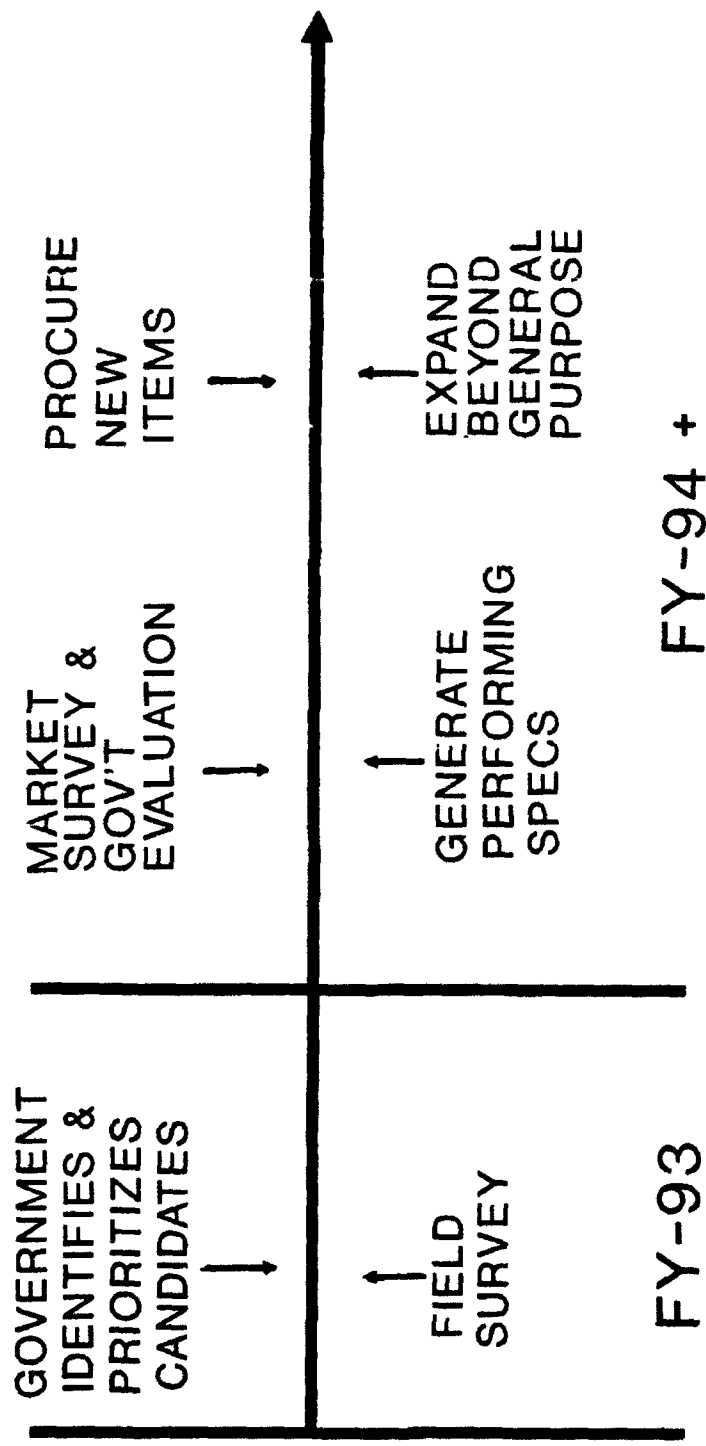 GOVERNMENT
IDENTIFIES &
PRIORITIZES
CANDIDATES
MARKET
SURVEY &
GOV'T
EVALUATION
PROCURE
NEW
ITEMS
FIELD
SURVEY
GENERATE
PERFORMING
SPECS
EXPAND
BEYOND
GENERAL
PURPOSE
FY-93
FY-94 +